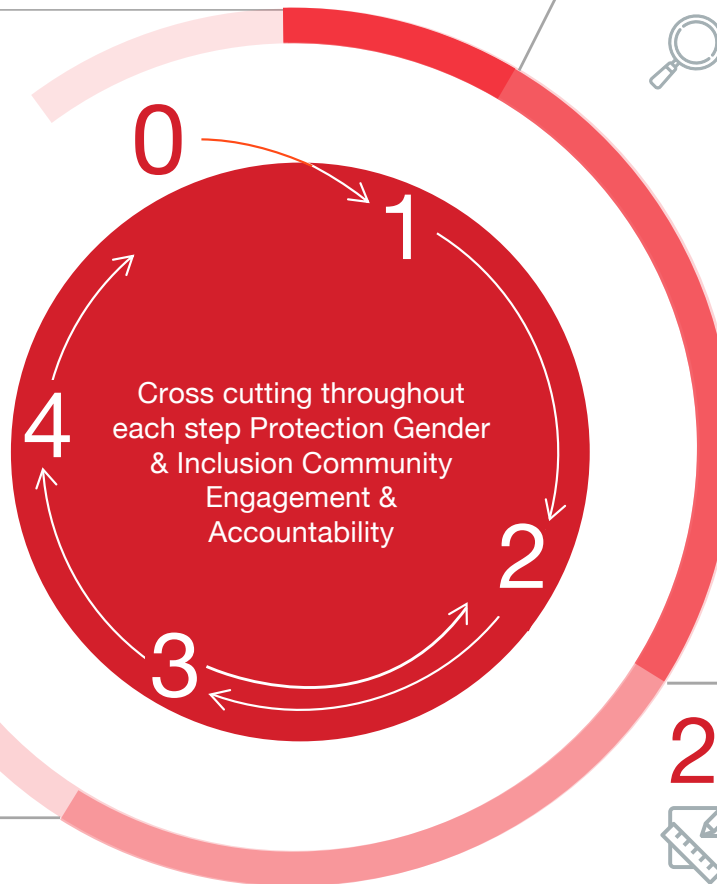 0
1
Cross cutting throughout
each step Protection Gender
& Inclusion Community
Engagement &
Accountability
4
2
3
2